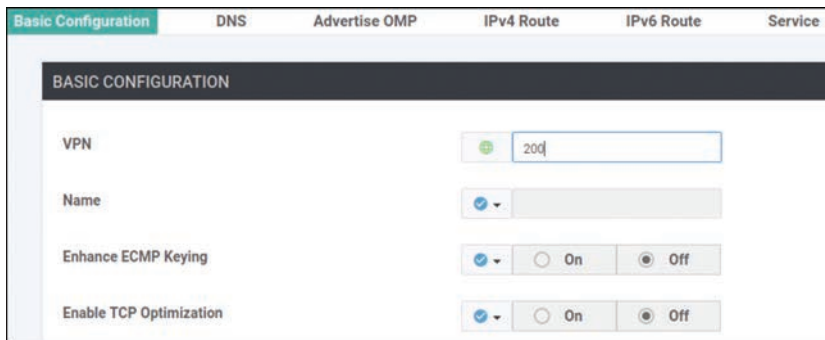 Basic Configuration DNS Advertise OMP IPv4 Route IPv6 Route Service
BASIC CONFIGURATION
VPN 200
Name
Enhance ECMP Keying On Off
Enable TCP Optimization On Off